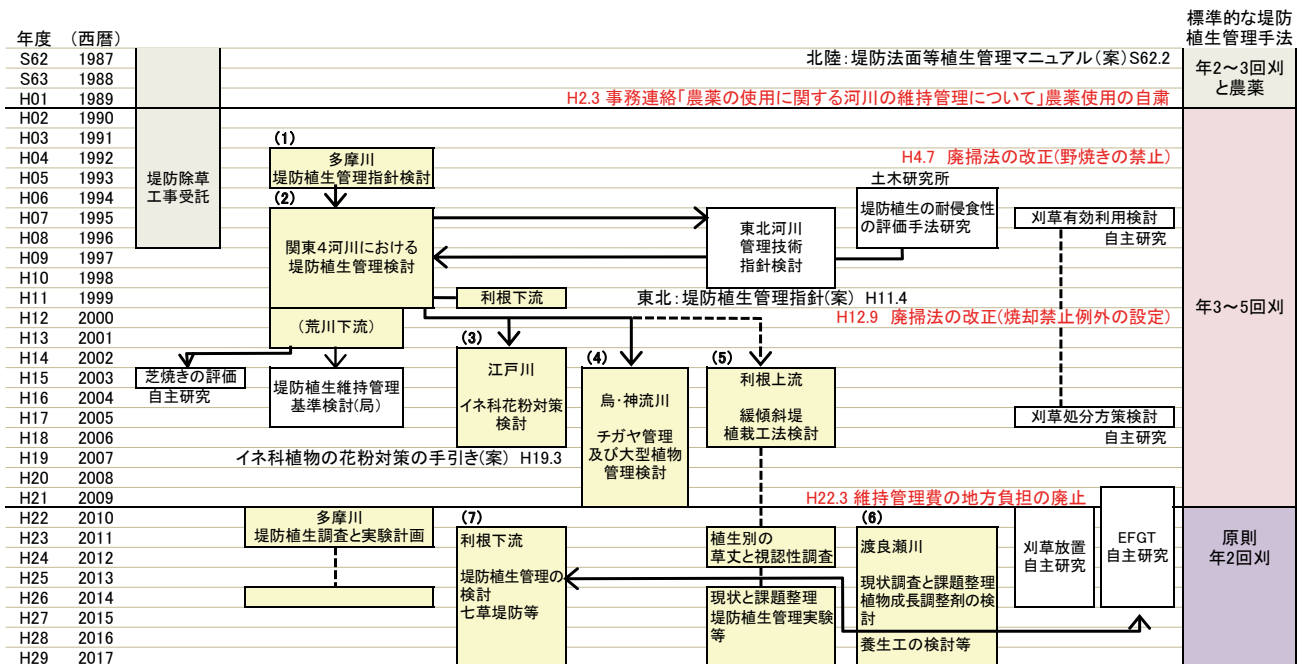 標準的な堤防
植生管理手法
年度 （西暦）
S62 1987
S63 1988
H01 1989
H02 1990
H03 1991
H04 1992
H05 1993
H06 1994
H07 1995
H08 1996
H09 1997
H10 1998
H11 1999
H12 2000
H13 2001
H14 2002
H15 2003
H16 2004
H17 2005
H18 2006
H19 2007
H20 2008
H21 2009
H22 2010
H23 2011
H24 2012
H25 2013
H26 2014
H27 2015
H28 2016
H29 2017
北陸：堤防法面等植生管理マニュアル（案）S62.2
年2～3回刈
と農薬
H2.3 事務連絡「農薬の使用に関する河川の維持管理について」農薬使用の自粛
堤防除草
工事受託
(1)
多摩川
堤防植生管理指針検討
H4.7 廃掃法の改正(野焼きの禁止)
(2)
関東４河川における
堤防植生管理検討
東北河川
管理技術
指針検討
土木研究所
堤防植生の耐侵食性
の評価手法研究
刈草有効利用検討
自主研究
利根下流
東北：堤防植生管理指針(案) H11.4
年3～5回刈
（荒川下流）
H12.9 廃掃法の改正(焼却禁止例外の設定)
芝焼きの評価
自主研究
堤防植生維持管理
基準検討(局)
(3)
江戸川
イネ科花粉対策
検討
(4)
烏・神流川
チガヤ管理
及び大型植物
管理検討
(5)
利根上流
緩傾斜堤
植栽工法検討
刈草処分方策検討
自主研究
イネ科植物の花粉対策の手引き(案) H19.3
H22.3 維持管理費の地方負担の廃止
多摩川
堤防植生調査と実験計画
(7)
利根下流
堤防植生管理の
検討
七草堤防等
植生別の
草丈と視認性調査
現状と課題整理
堤防植生管理実験
等
(6)
渡良瀬川
現状調査と課題整理
植物成長調整剤の検
討
養生工の検討等
刈草放置
自主研究
EFGT
自主研究
原則
年2回刈